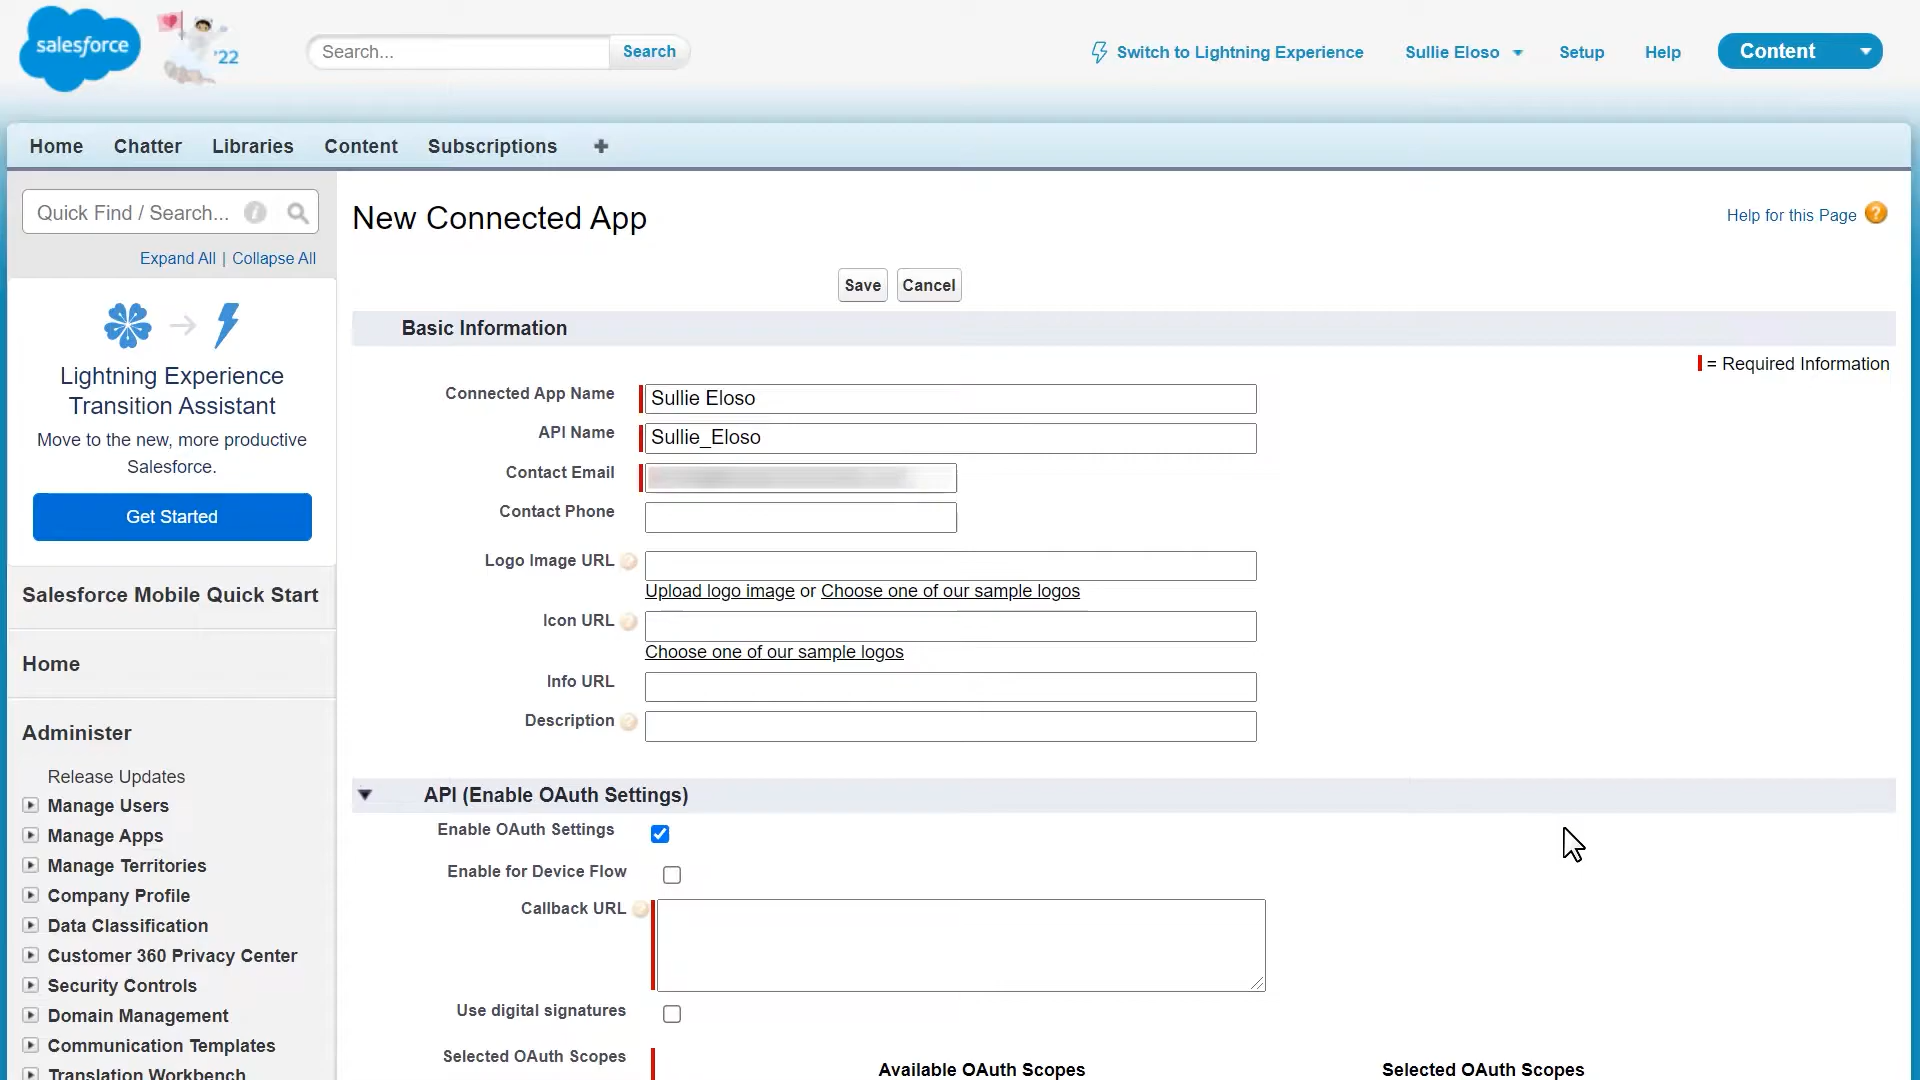 salesforce
'22
Search...
Search
Switch to Lightning Experience
Sullie Eloso
Setup
Help
Content
Home
Chatter
Libraries
Content
Subscriptions
+
Quick Find / Search...
i
Expand All | Collapse All
Lightning Experience
Transition Assistant
Move to the new, more productive
Salesforce.
Get Started
Salesforce Mobile Quick Start
Home
Administer
Release Updates
Manage Users
Manage Apps
Manage Territories
Company Profile
Data Classification
Customer 360 Privacy Center
Security Controls
Domain Management
Communication Templates
Translation Workbench
New Connected App
Help for this Page ?
Save
Cancel
Basic Information
= Required Information
Connected App Name
Sullie Eloso
API Name
Sullie_Eloso
Contact Email
Contact Phone
Logo Image URL
Upload logo image or Choose one of our sample logos
Icon URL
Choose one of our sample logos
Info URL
Description
API (Enable OAuth Settings)
Enable OAuth Settings
Enable for Device Flow
Callback URL
Use digital signatures
Selected OAuth Scopes
Available OAuth Scopes
Selected OAuth Scopes